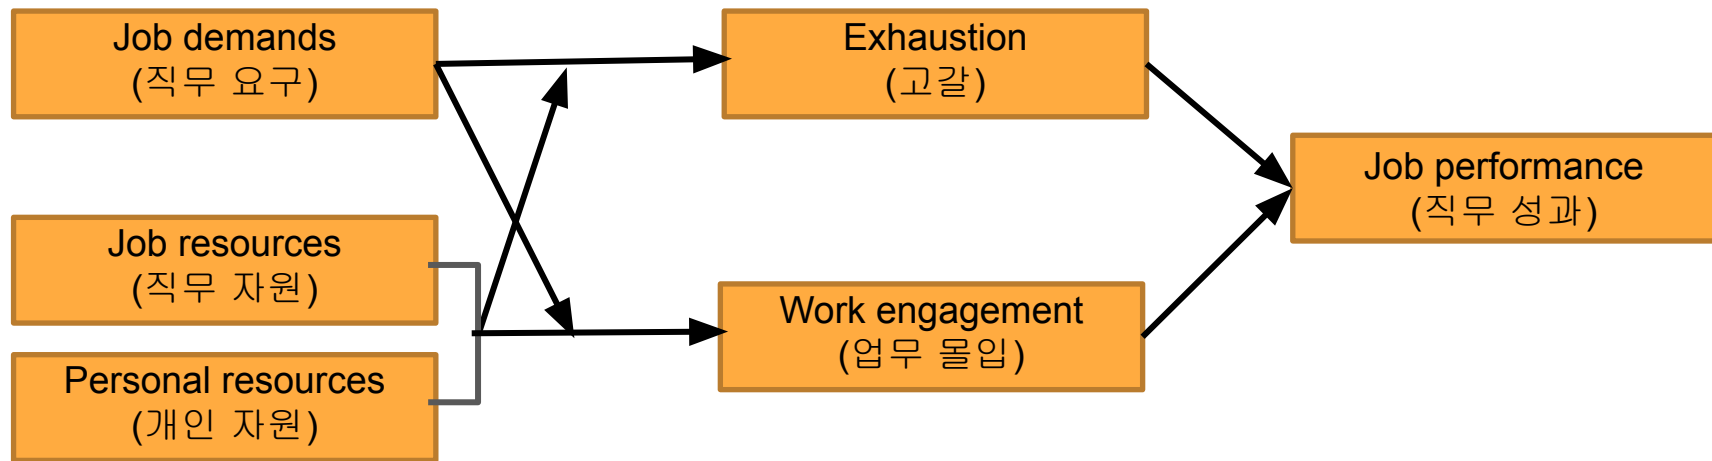 Job demands
(직무 요구)
Exhaustion
(고갈)
Job performance
(직무 성과)
Job resources
(직무 자원)
Work engagement
(업무 몰입)
Personal resources
(개인 자원)